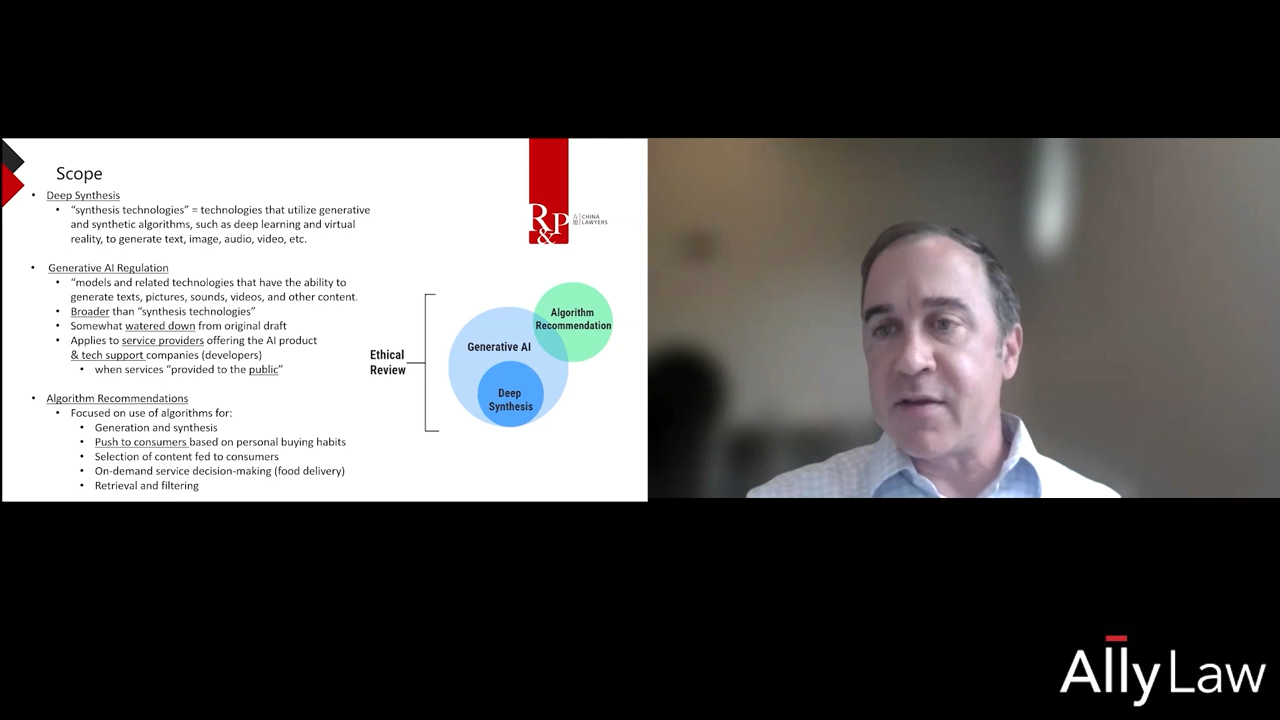 Scope
• Deep Synthesis
• “synthesis technologies” = technologies that utilize generative
and synthetic algorithms, such as deep learning and virtual
reality, to generate text, image, audio, video, etc.
• Generative AI Regulation
• “models and related technologies that have the ability to
generate texts, pictures, sounds, videos, and other content.
• Broader than “synthesis technologies”
• Somewhat watered down from original draft
• Applies to service providers offering the AI product
& tech support companies (developers)
• when services “provided to the public”
• Algorithm Recommendations
• Focused on use of algorithms for:
• Generation and synthesis
• Push to consumers based on personal buying habits
• Selection of content fed to consumers
• On-demand service decision-making (food delivery)
• Retrieval and filtering
R&P
CHINA
LAWYERS
Ethical
Review
Algorithm
Recommendation
Generative AI
Deep
Synthesis
Ally Law